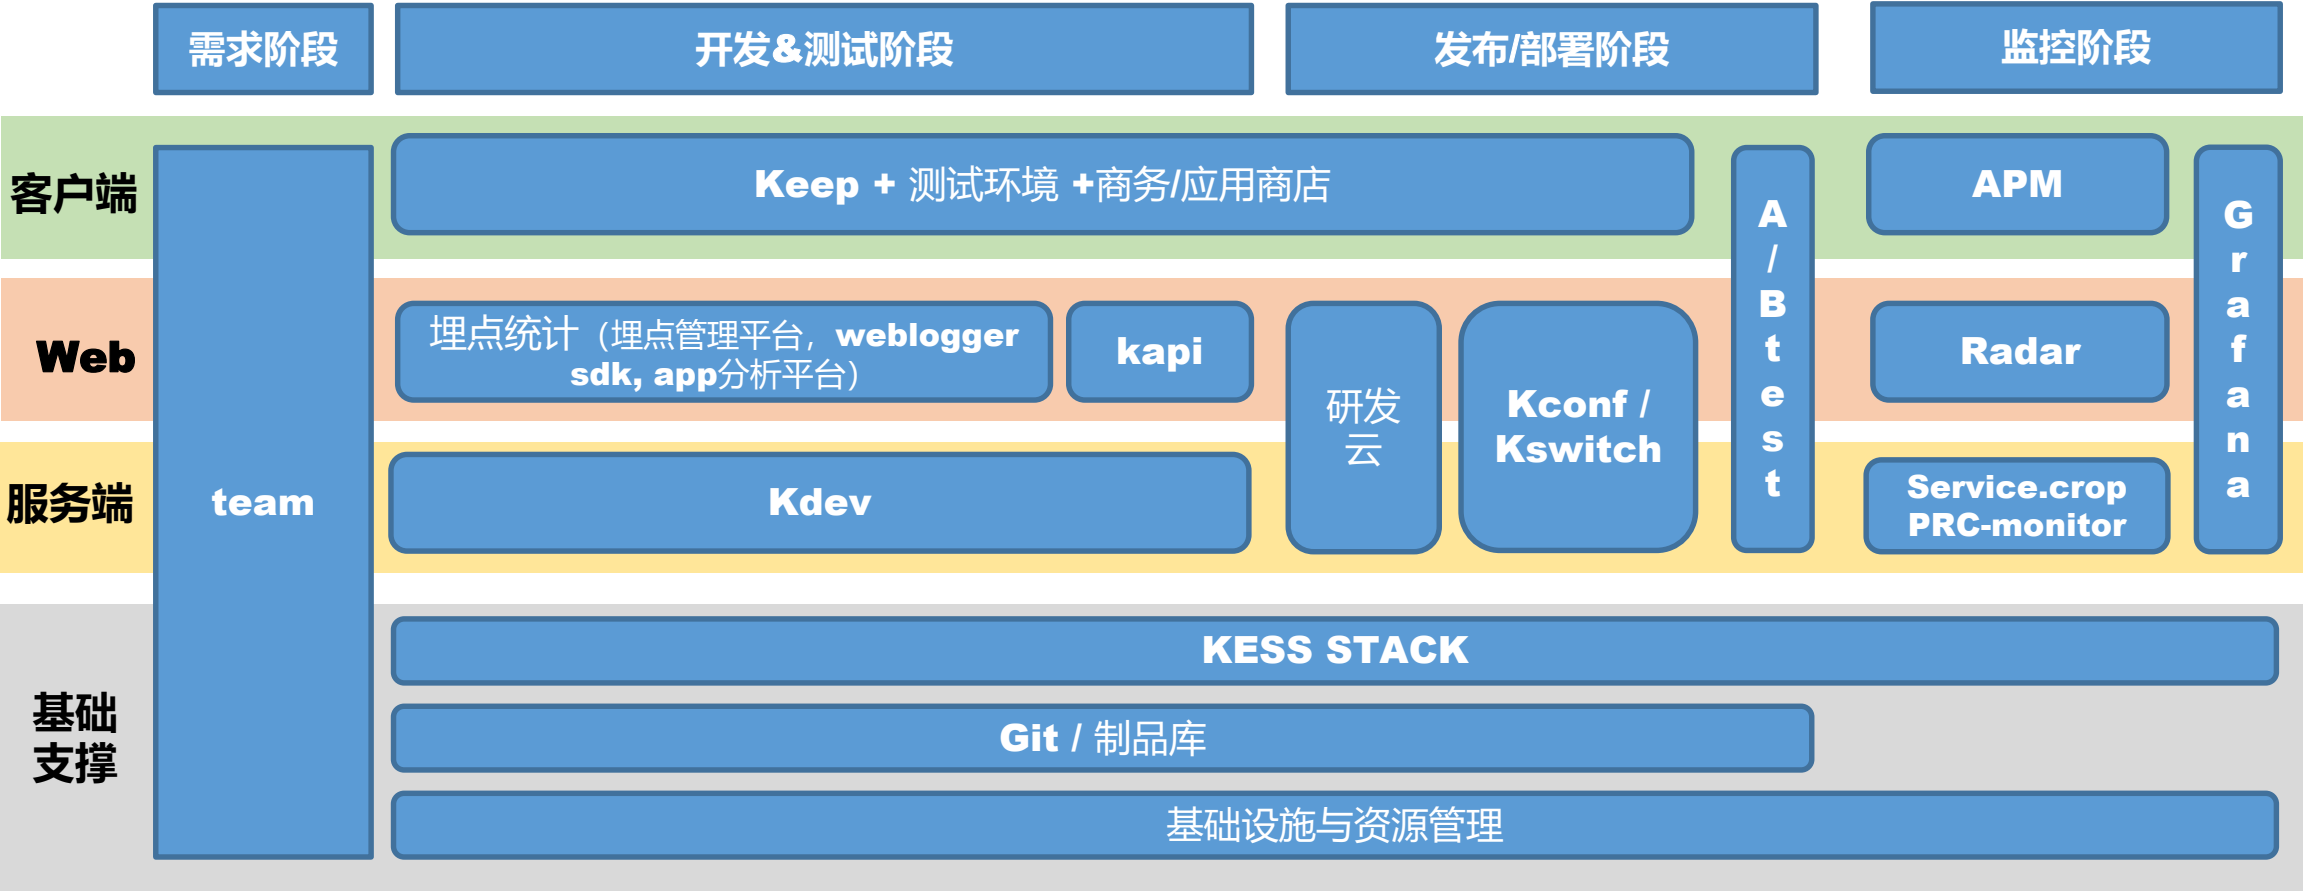 需求阶段
开发&测试阶段
发布/部署阶段
监控阶段
客户端
Keep + 测试环境 +商务/应用商店
A/Btest
APM
Grafana
Web
埋点统计（埋点管理平台，weblogger
sdk, app分析平台）
kapi
研发
云
Kconf /
Kswitch
Radar
服务端
team
Kdev
Service.crop
PRC-monitor
基础
支撑
KESS STACK
Git / 制品库
基础设施与资源管理